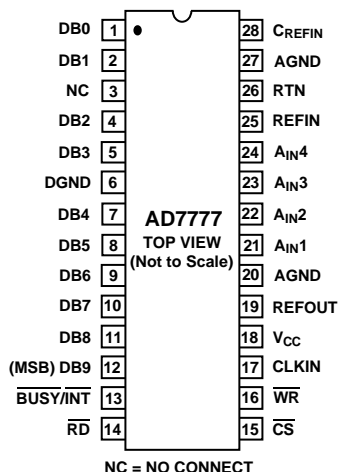 DB0 1 28 CREFIN
DB1 2 27 AGND
NC 3 26 RTN
DB2 4 25 REFIN
DB3 5 24 AIN4
DGND 6 23 AIN3
DB4 7 22 AIN2
DB5 8 21 AIN1
DB6 9 20 AGND
DB7 10 19 REFOUT
DB8 11 18 VCC
(MSB) DB9 12 17 CLKIN
BUSY/INT 13 16 WR
RD 14 15 CS
AD7777
TOP VIEW
(Not to Scale)
NC = NO CONNECT